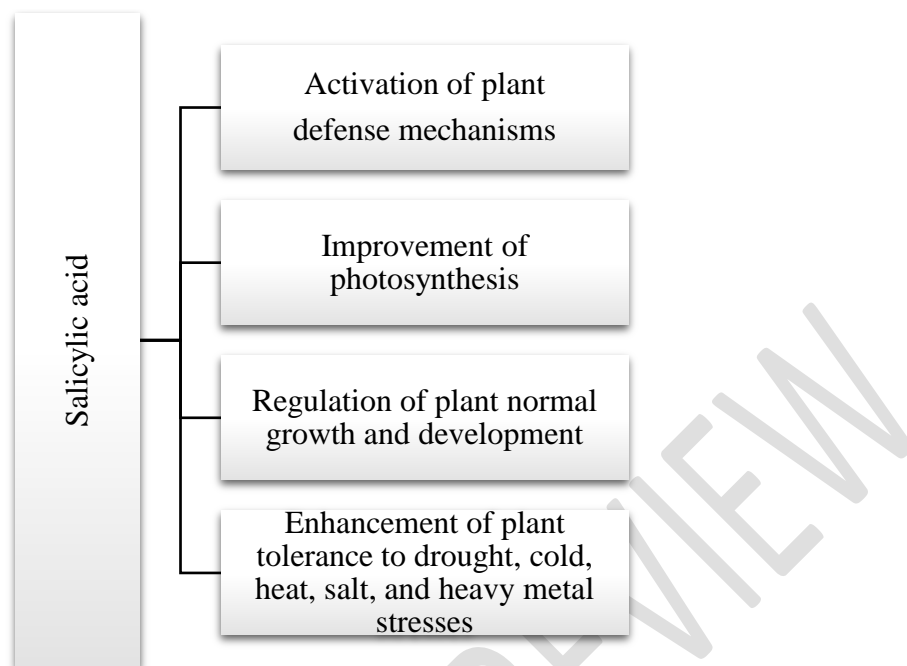 Salicylic acid
Activation of plant
defense mechanisms
Improvement of
photosynthesis
Regulation of plant normal
growth and development
Enhancement of plant
tolerance to drought, cold,
heat, salt, and heavy metal
stresses